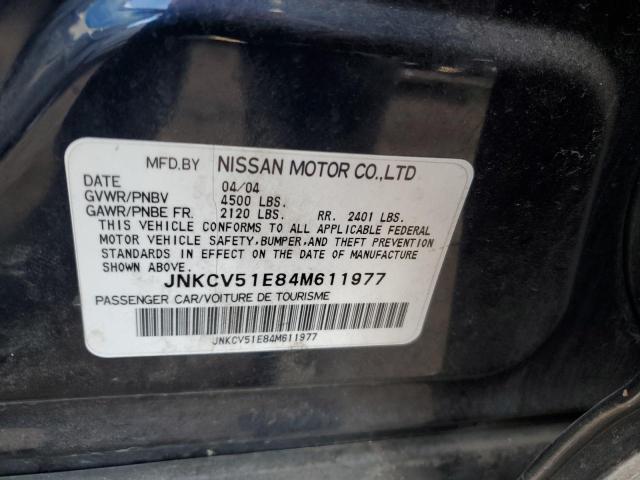 MFD.BY NISSAN MOTOR CO.,LTD
DATE 04/04
GVWR/PNBV 4500 LBS.
GAWR/PNBE FR. 2120 LBS. RR. 2401 LBS.
THIS VEHICLE CONFORMS TO ALL APPLICABLE FEDERAL
MOTOR VEHICLE SAFETY, BUMPER, AND THEFT PREVENTION
STANDARDS IN EFFECT ON THE DATE OF MANUFACTURE
SHOWN ABOVE.
JNKCV51E84M611977
PASSENGER CAR/VOITURE DE TOURISME
JNKCV51E84M611977